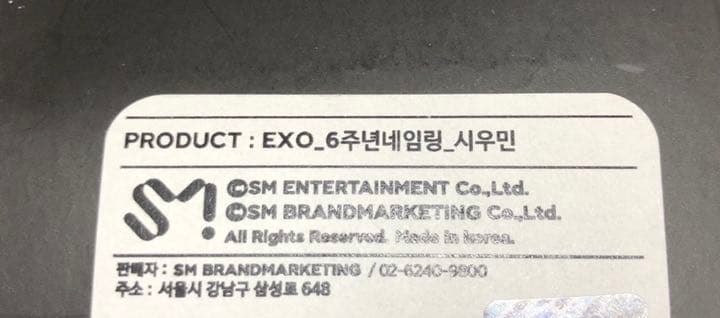 PRODUCT : EXO_6주년네임링_시우민
SM!
©SM ENTERTAINMENT Co.,Ltd.
©SM BRANDMARKETING Co.,Ltd.
All Rights Reserved. Made in korea.
판매자 : SM BRANDMARKETING / 02-6240-9800
주소 : 서울시 강남구 삼성로 648